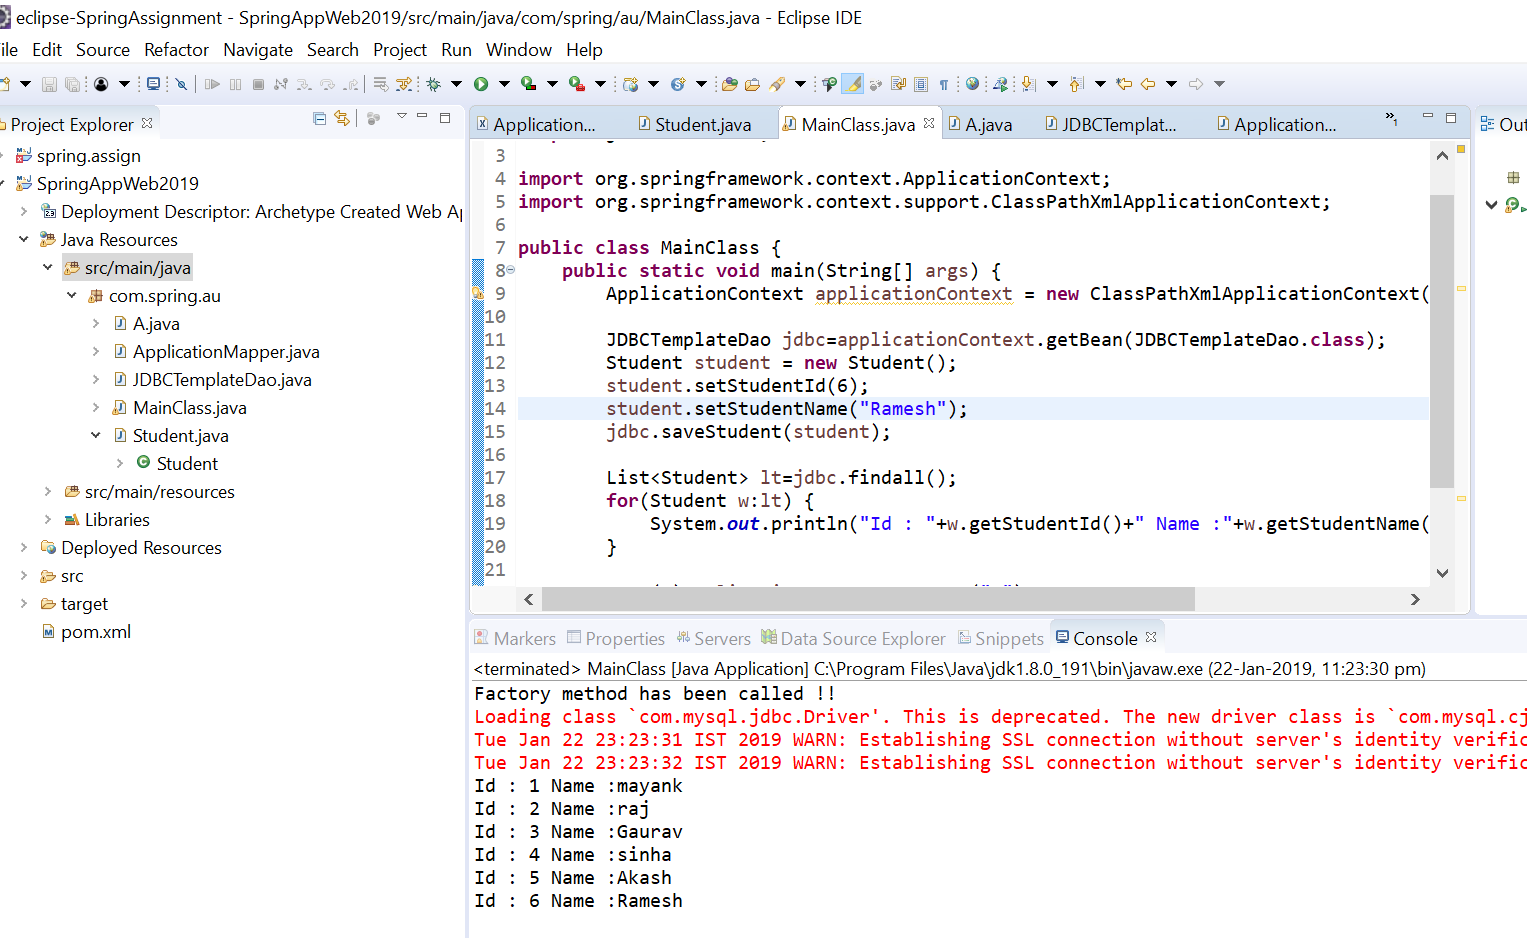 eclipse-SpringAssignment - SpringAppWeb2019/src/main/java/com/spring/au/MainClass.java - Eclipse IDE
ile Edit Source Refactor Navigate Search Project Run Window Help
Project Explorer
spring.assign
SpringAppWeb2019
Deployment Descriptor: Archetype Created Web Ap
Java Resources
src/main/java
com.spring.au
A.java
ApplicationMapper.java
JDBCTemplateDao.java
MainClass.java
Student.java
Student
src/main/resources
Libraries
Deployed Resources
src
target
pom.xml
Application... Student.java MainClass.java A.java JDBCTemplat... Application... »1
Out
3
4 import org.springframework.context.ApplicationContext;
5 import org.springframework.context.support.ClassPathXmlApplicationContext;
6
7 public class MainClass {
8 public static void main(String[] args) {
9 ApplicationContext applicationContext = new ClassPathXmlApplicationContext(
10
11 JDBCTemplateDao jdbc=applicationContext.getBean(JDBCTemplateDao.class);
12 Student student = new Student();
13 student.setStudentId(6);
14 student.setStudentName("Ramesh");
15 jdbc.saveStudent(student);
16
17 List<Student> lt=jdbc.findall();
18 for(Student w:lt) {
19 System.out.println("Id : "+w.getStudentId()+" Name :"+w.getStudentName(
20 }
21
Markers Properties Servers Data Source Explorer Snippets Console
<terminated> MainClass [Java Application] C:\Program Files\Java\jdk1.8.0_191\bin\javaw.exe (22-Jan-2019, 11:23:30 pm)
Factory method has been called !!
Loading class `com.mysql.jdbc.Driver'. This is deprecated. The new driver class is `com.mysql.cj
Tue Jan 22 23:23:31 IST 2019 WARN: Establishing SSL connection without server's identity verific
Tue Jan 22 23:23:32 IST 2019 WARN: Establishing SSL connection without server's identity verific
Id : 1 Name :mayank
Id : 2 Name :raj
Id : 3 Name :Gaurav
Id : 4 Name :sinha
Id : 5 Name :Akash
Id : 6 Name :Ramesh